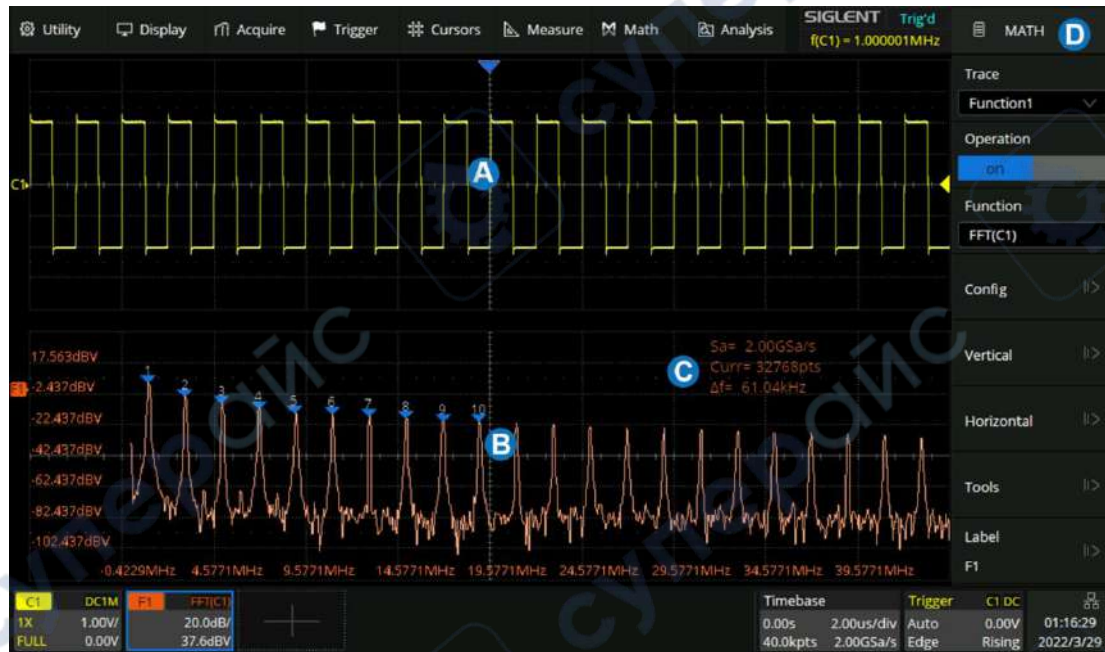 Utility Display Acquire Trigger Cursors Measure Math Analysis
SIGLENT Trig'd
f(C1) = 1.000001MHz
MATH D
Trace
Function1
Operation
on
Function
FFT(C1)
Config
Vertical
Horizontal
Tools
Label
F1
A
C1
Sa= 2.00GSa/s
Curr= 32768pts
Δf= 61.04kHz
C
17.563dBV
F1 -2.437dBV
-22.437dBV
-42.437dBV
-62.437dBV
-82.437dBV
-102.437dBV
1 2 3 4 5 6 7 8 9 10
B
-0.4229MHz 4.5771MHz 9.5771MHz 14.5771MHz 19.5771MHz 24.5771MHz 29.5771MHz 34.5771MHz 39.5771MHz
C1 DC1M
1X 1.00V/
FULL 0.00V
F1 FFT(C1)
20.0dB/
37.6dBV
Timebase
0.00s 2.00us/div
40.0kpts 2.00GSa/s
Trigger C1 DC
Auto 0.00V
Edge Rising
01:16:29
2022/3/29
суперайс